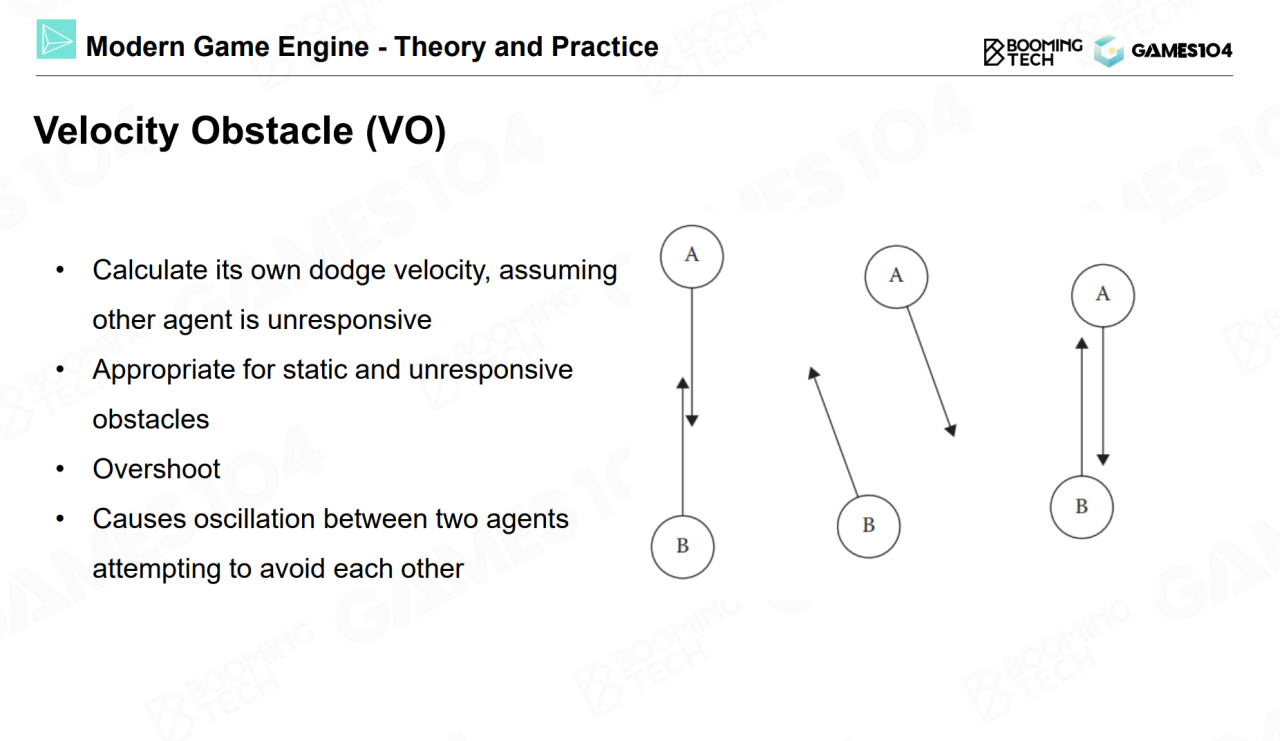 Modern Game Engine - Theory and Practice
BOOMING
TECH
GAMES104
Velocity Obstacle (VO)
• Calculate its own dodge velocity, assuming
other agent is unresponsive
• Appropriate for static and unresponsive
obstacles
• Overshoot
• Causes oscillation between two agents
attempting to avoid each other
A
B
A
B
A
B